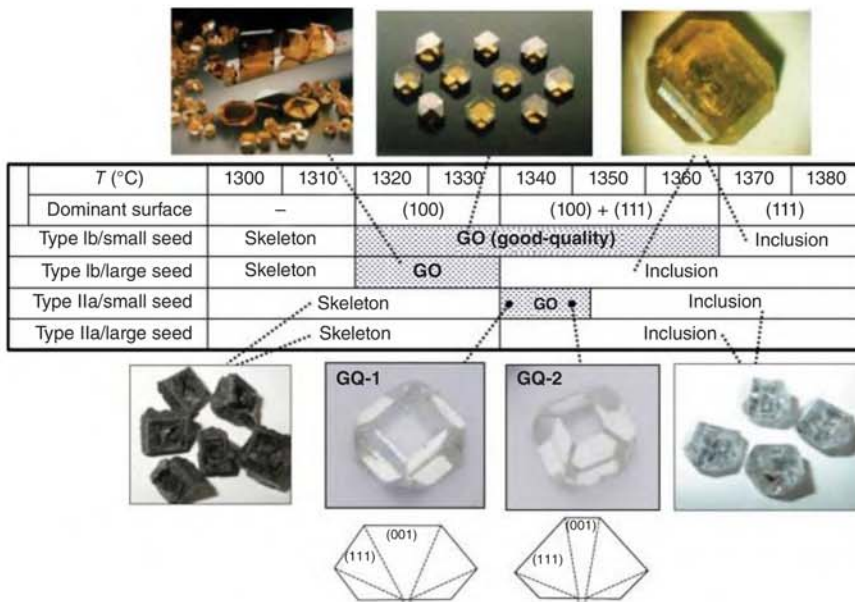 T (°C) 1300 1310 1320 1330 1340 1350 1360 1370 1380
Dominant surface – (100) (100) + (111) (111)
Type Ib/small seed Skeleton GO (good-quality) Inclusion
Type Ib/large seed Skeleton GO Inclusion
Type IIa/small seed Skeleton GO Inclusion
Type IIa/large seed Skeleton Inclusion
GQ-1 GQ-2
(001) (001)
(111) (111)